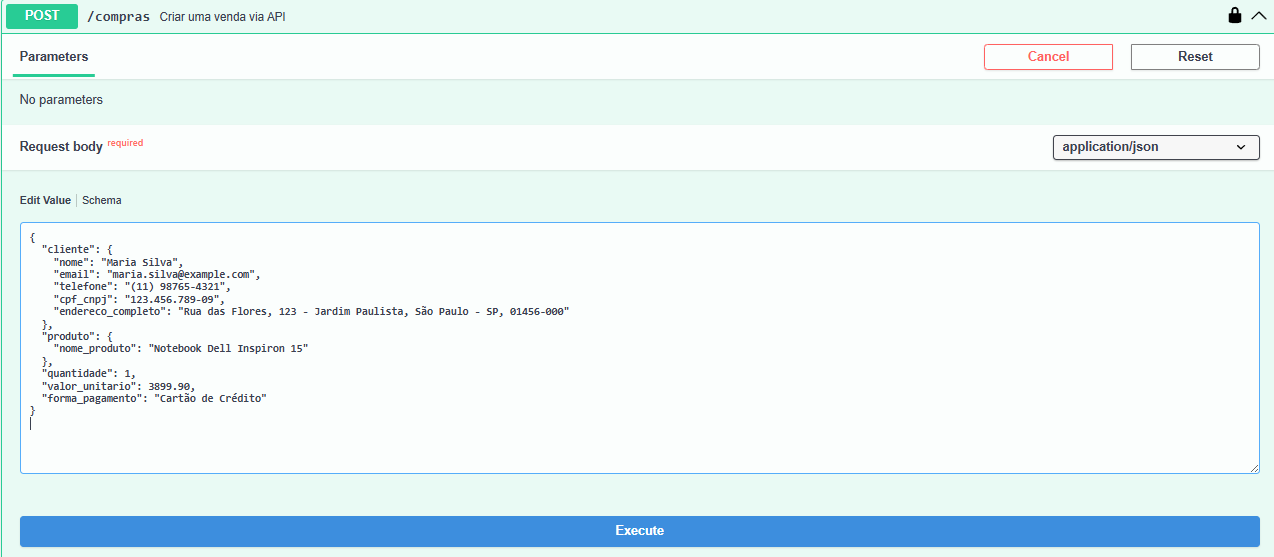 POST /compras Criar uma venda via API
Parameters Cancel Reset
No parameters
Request body required application/json
Edit Value | Schema
{
  "cliente": {
    "nome": "Maria Silva",
    "email": "maria.silva@example.com",
    "telefone": "(11) 98765-4321",
    "cpf_cnpj": "123.456.789-09",
    "endereco_completo": "Rua das Flores, 123 - Jardim Paulista, São Paulo - SP, 01456-000"
  },
  "produto": {
    "nome_produto": "Notebook Dell Inspiron 15"
  },
  "quantidade": 1,
  "valor_unitario": 3899.90,
  "forma_pagamento": "Cartão de Crédito"
}
Execute